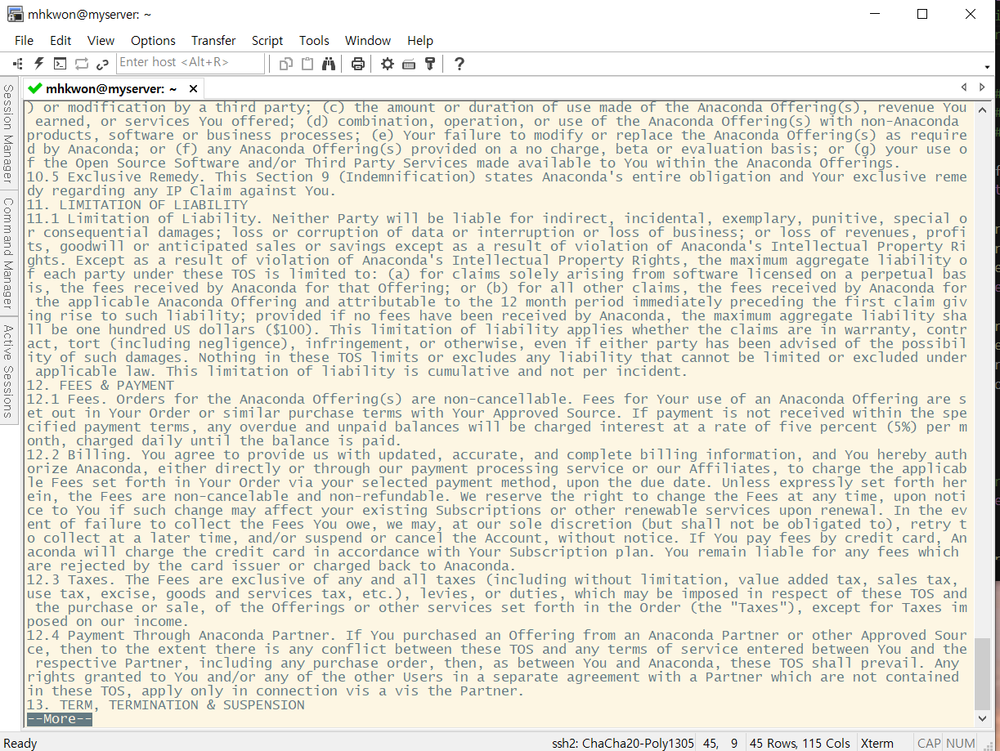 mhkwon@myserver: ~
File Edit View Options Transfer Script Tools Window Help
Enter host <Alt+R>
mhkwon@myserver: ~
Session Manager
Command Manager
Active Sessions
) or modification by a third party; (c) the amount or duration of use made of the Anaconda Offering(s), revenue You
 earned, or services You offered; (d) combination, operation, or use of the Anaconda Offering(s) with non-Anaconda
products, software or business processes; (e) Your failure to modify or replace the Anaconda Offering(s) as require
d by Anaconda; or (f) any Anaconda Offering(s) provided on a no charge, beta or evaluation basis; or (g) your use o
f the Open Source Software and/or Third Party Services made available to You within the Anaconda Offerings.
10.5 Exclusive Remedy. This Section 9 (Indemnification) states Anaconda's entire obligation and Your exclusive reme
dy regarding any IP Claim against You.
11. LIMITATION OF LIABILITY
11.1 Limitation of Liability. Neither Party will be liable for indirect, incidental, exemplary, punitive, special o
r consequential damages; loss or corruption of data or interruption or loss of business; or loss of revenues, profi
ts, goodwill or anticipated sales or savings except as a result of violation of Anaconda's Intellectual Property Ri
ghts. Except as a result of violation of Anaconda's Intellectual Property Rights, the maximum aggregate liability o
f each party under these TOS is limited to: (a) for claims solely arising from software licensed on a perpetual bas
is, the fees received by Anaconda for that Offering; or (b) for all other claims, the fees received by Anaconda for
 the applicable Anaconda Offering and attributable to the 12 month period immediately preceding the first claim giv
ing rise to such liability; provided if no fees have been received by Anaconda, the maximum aggregate liability sha
ll be one hundred US dollars ($100). This limitation of liability applies whether the claims are in warranty, contr
act, tort (including negligence), infringement, or otherwise, even if either party has been advised of the possibil
ity of such damages. Nothing in these TOS limits or excludes any liability that cannot be limited or excluded under
 applicable law. This limitation of liability is cumulative and not per incident.
12. FEES & PAYMENT
12.1 Fees. Orders for the Anaconda Offering(s) are non-cancellable. Fees for Your use of an Anaconda Offering are s
et out in Your Order or similar purchase terms with Your Approved Source. If payment is not received within the spe
cified payment terms, any overdue and unpaid balances will be charged interest at a rate of five percent (5%) per m
onth, charged daily until the balance is paid.
12.2 Billing. You agree to provide us with updated, accurate, and complete billing information, and You hereby auth
orize Anaconda, either directly or through our payment processing service or our Affiliates, to charge the applicab
le Fees set forth in Your Order via your selected payment method, upon the due date. Unless expressly set forth her
ein, the Fees are non-cancelable and non-refundable. We reserve the right to change the Fees at any time, upon noti
ce to You if such change may affect your existing Subscriptions or other renewable services upon renewal. In the ev
ent of failure to collect the Fees You owe, we may, at our sole discretion (but shall not be obligated to), retry t
o collect at a later time, and/or suspend or cancel the Account, without notice. If You pay fees by credit card, An
aconda will charge the credit card in accordance with Your Subscription plan. You remain liable for any fees which
are rejected by the card issuer or charged back to Anaconda.
12.3 Taxes. The Fees are exclusive of any and all taxes (including without limitation, value added tax, sales tax,
use tax, excise, goods and services tax, etc.), levies, or duties, which may be imposed in respect of these TOS and
 the purchase or sale, of the Offerings or other services set forth in the Order (the "Taxes"), except for Taxes im
posed on our income.
12.4 Payment Through Anaconda Partner. If You purchased an Offering from an Anaconda Partner or other Approved Sour
ce, then to the extent there is any conflict between these TOS and any terms of service entered between You and the
 respective Partner, including any purchase order, then, as between You and Anaconda, these TOS shall prevail. Any
rights granted to You and/or any of the other Users in a separate agreement with a Partner which are not contained
in these TOS, apply only in connection vis a vis the Partner.
13. TERM, TERMINATION & SUSPENSION
--More--
Ready ssh2: ChaCha20-Poly1305 45, 9 45 Rows, 115 Cols Xterm CAP NUM